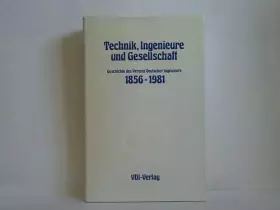 Technik, Ingenieure
und Gesellschaft
Geschichte des Vereins Deutscher Ingenieure
1856-1981
VDI-Verlag